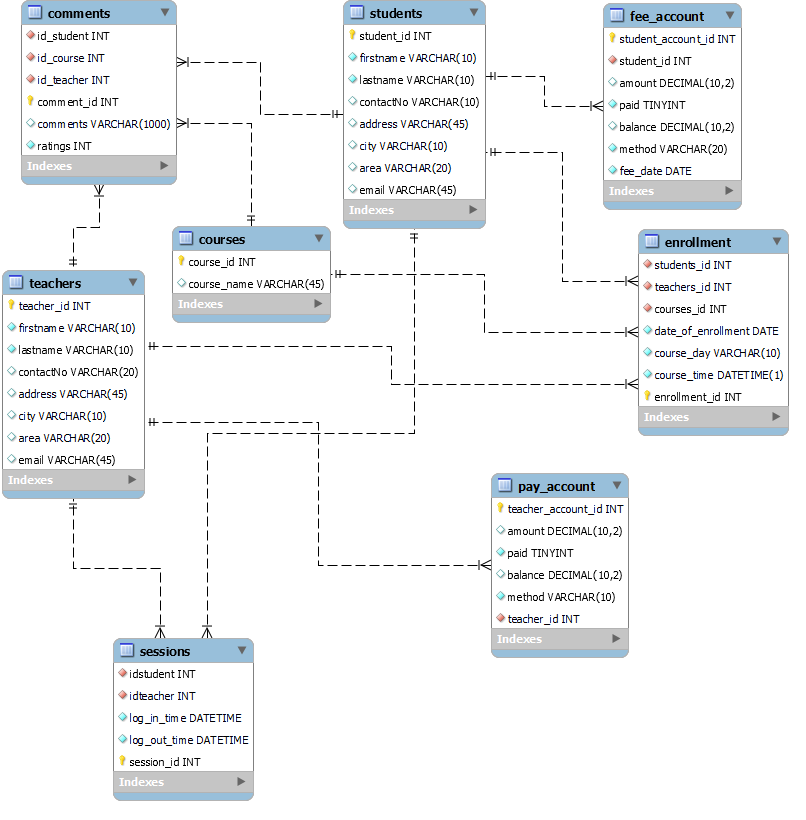 comments
id_student INT
id_course INT
id_teacher INT
comment_id INT
comments VARCHAR(1000)
ratings INT
Indexes
students
student_id INT
firstname VARCHAR(10)
lastname VARCHAR(10)
contactNo VARCHAR(10)
address VARCHAR(45)
city VARCHAR(10)
area VARCHAR(20)
email VARCHAR(45)
Indexes
fee_account
student_account_id INT
student_id INT
amount DECIMAL(10,2)
paid TINYINT
balance DECIMAL(10,2)
method VARCHAR(20)
fee_date DATE
Indexes
courses
course_id INT
course_name VARCHAR(45)
Indexes
enrollment
students_id INT
teachers_id INT
courses_id INT
date_of_enrollment DATE
course_day VARCHAR(10)
course_time DATETIME(1)
enrollment_id INT
Indexes
teachers
teacher_id INT
firstname VARCHAR(10)
lastname VARCHAR(10)
contactNo VARCHAR(20)
address VARCHAR(45)
city VARCHAR(10)
area VARCHAR(20)
email VARCHAR(45)
Indexes
pay_account
teacher_account_id INT
amount DECIMAL(10,2)
paid TINYINT
balance DECIMAL(10,2)
method VARCHAR(10)
teacher_id INT
Indexes
sessions
idstudent INT
idteacher INT
log_in_time DATETIME
log_out_time DATETIME
session_id INT
Indexes